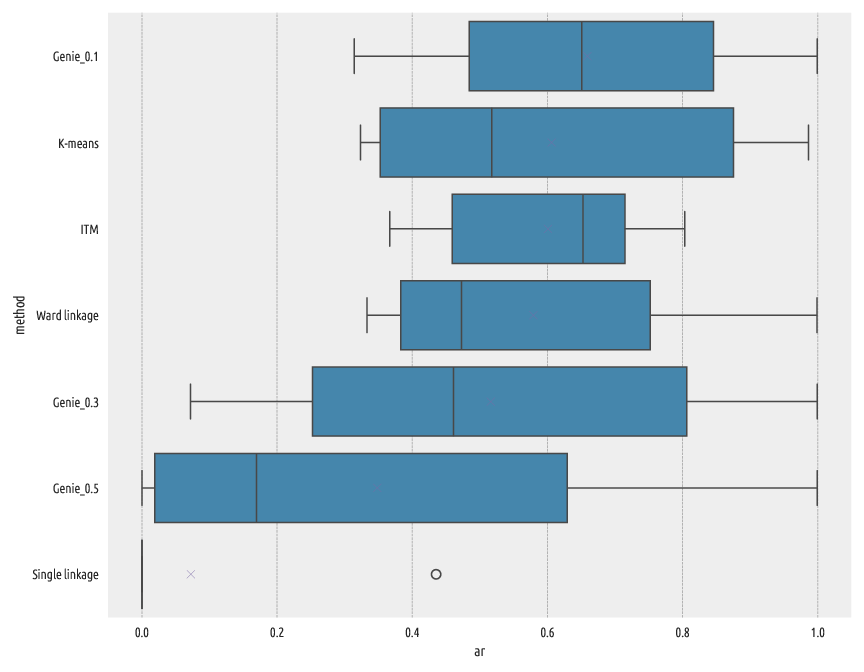 Genie_0.1
K-means
ITM
Ward linkage
Genie_0.3
Genie_0.5
Single linkage
method
0.0 0.2 0.4 0.6 0.8 1.0
ar